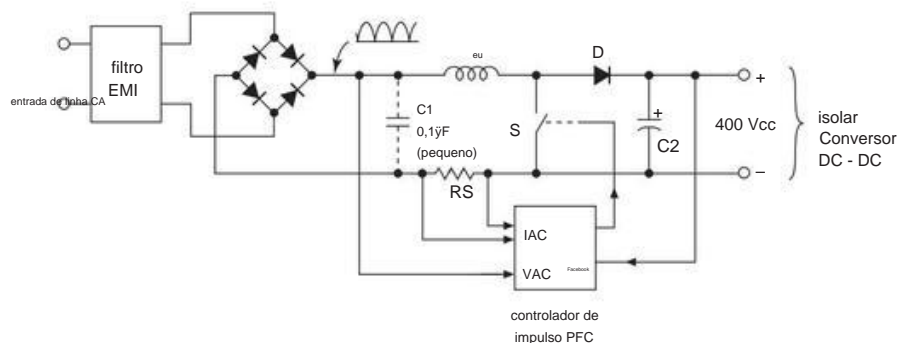 filtro
EMI
entrada de linha CA
eu
D
C1
0,1ÿF
(pequeno)
S
+
C2
+
400 Vcc
–
isolar
Conversor
DC - DC
RS
IAC
VAC
Facebook
controlador de
impulso PFC